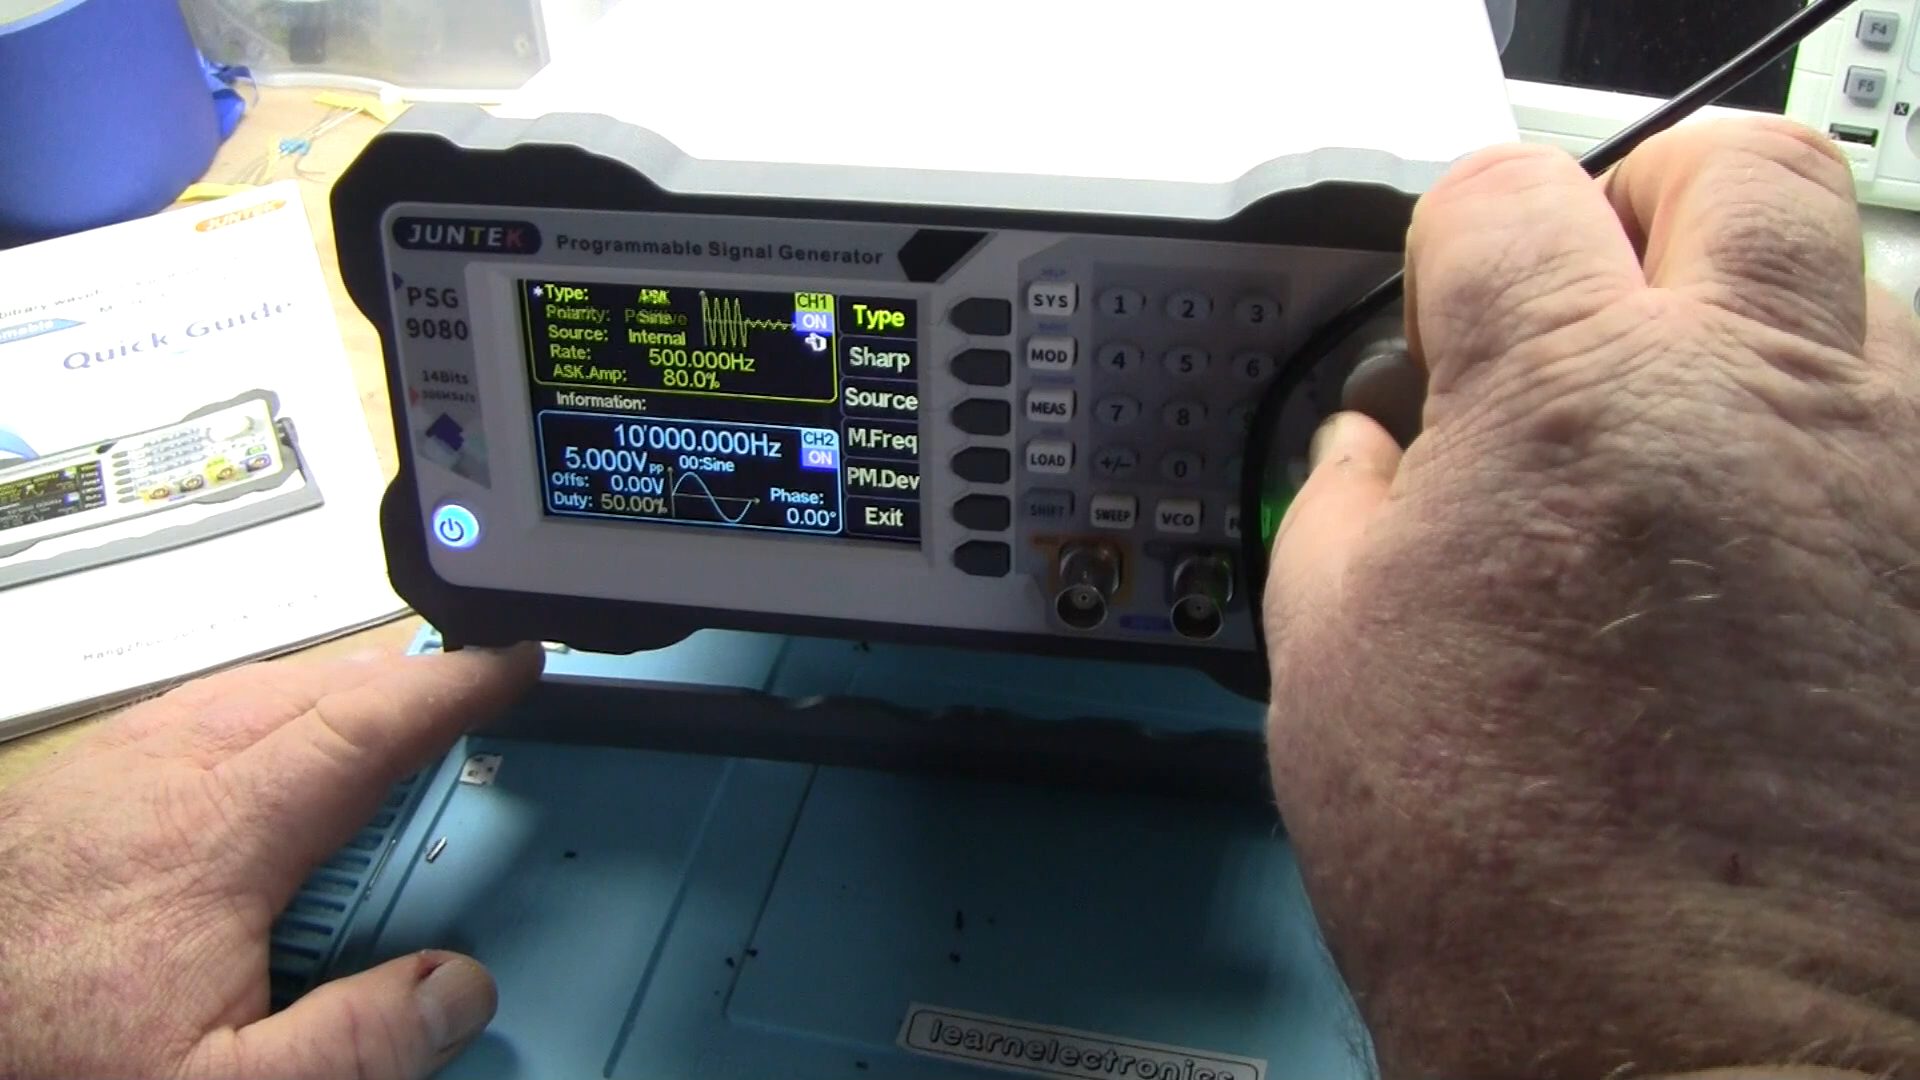 F4
F5
X
JUNTEK
JUNTEK Programmable Signal Generator
Quick Guide
PSG
9080
14Bits
Type:
Source: Internal
Rate: 500.000Hz
ASK.Amp: 80.0%
CH1
ON
Information:
10'000.000Hz
CH2
ON
5.000Vpp 00:Sine
Offs: 0.00V
Duty: 50.00%
Phase:
0.00°
Type
Sharp
Source
M.Freq
PM.Dev
Exit
SYS 1 2 3
MOD 4 5 6
MEAS 7 8
LOAD +/- 0
SHIFT SWEEP VCO
learnelectronics